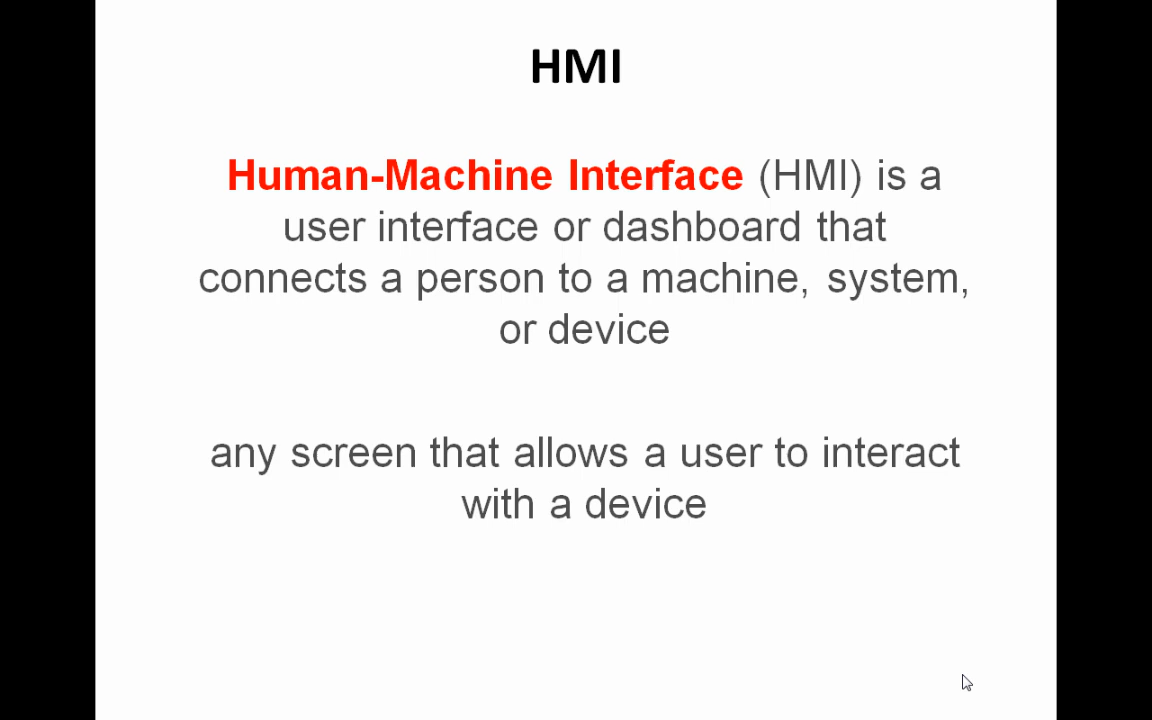 HMI
Human-Machine Interface (HMI) is a
user interface or dashboard that
connects a person to a machine, system,
or device
any screen that allows a user to interact
with a device